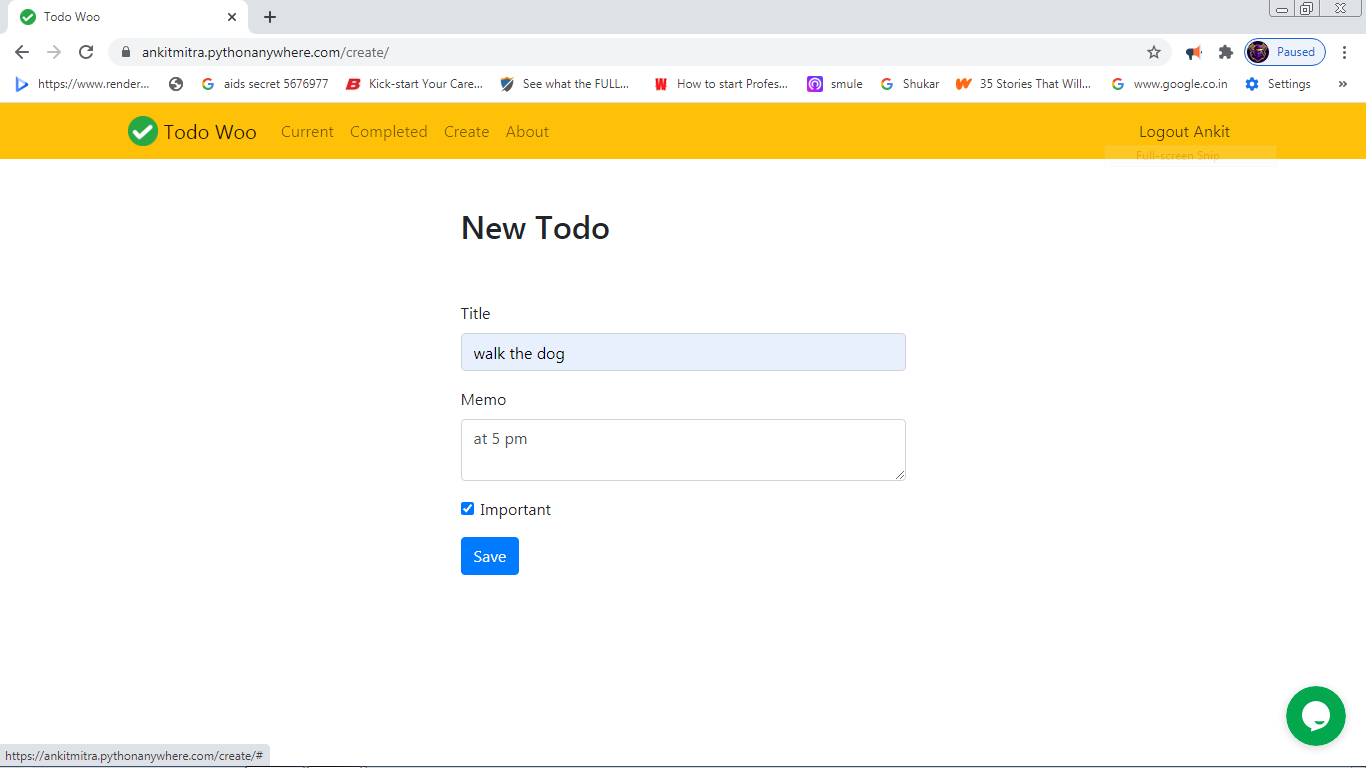 Todo Woo
ankitmitra.pythonanywhere.com/create/
Paused
https://www.render... aids secret 5676977 Kick-start Your Care... See what the FULL... How to start Profes... smule Shukar 35 Stories That Will... www.google.co.in Settings »
Todo Woo Current Completed Create About Logout Ankit
Full-screen Snip
New Todo
Title
walk the dog
Memo
at 5 pm
Important
Save
https://ankitmitra.pythonanywhere.com/create/#